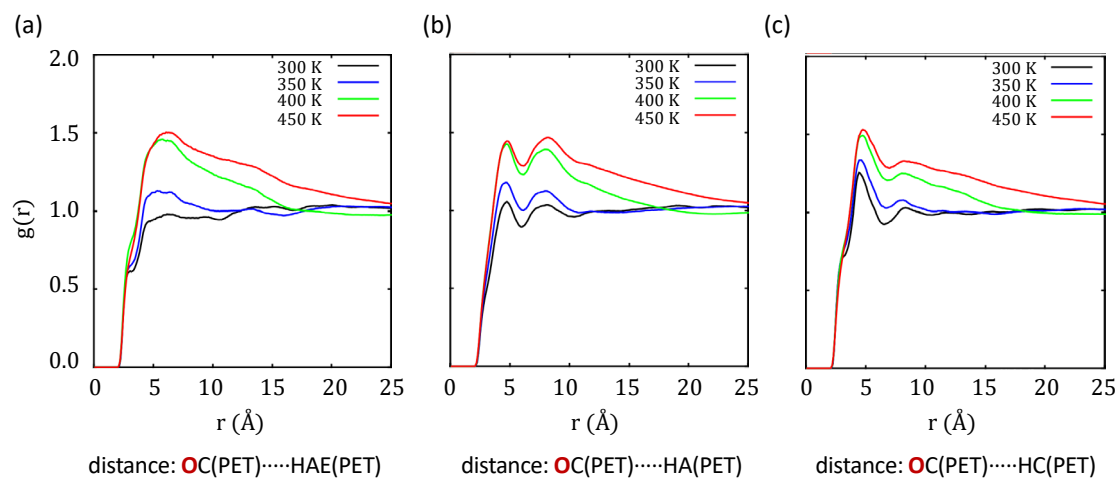 (a)
(b)
(c)
2.0
1.5
1.0
0.5
0.0
g(r)
300 K
350 K
400 K
450 K
300 K
350 K
400 K
450 K
300 K
350 K
400 K
450 K
0 5 10 15 20 25
0 5 10 15 20 25
0 5 10 15 20 25
r (Å)
r (Å)
r (Å)
distance: OC(PET)·····HAE(PET)
distance: OC(PET)·····HA(PET)
distance: OC(PET)·····HC(PET)